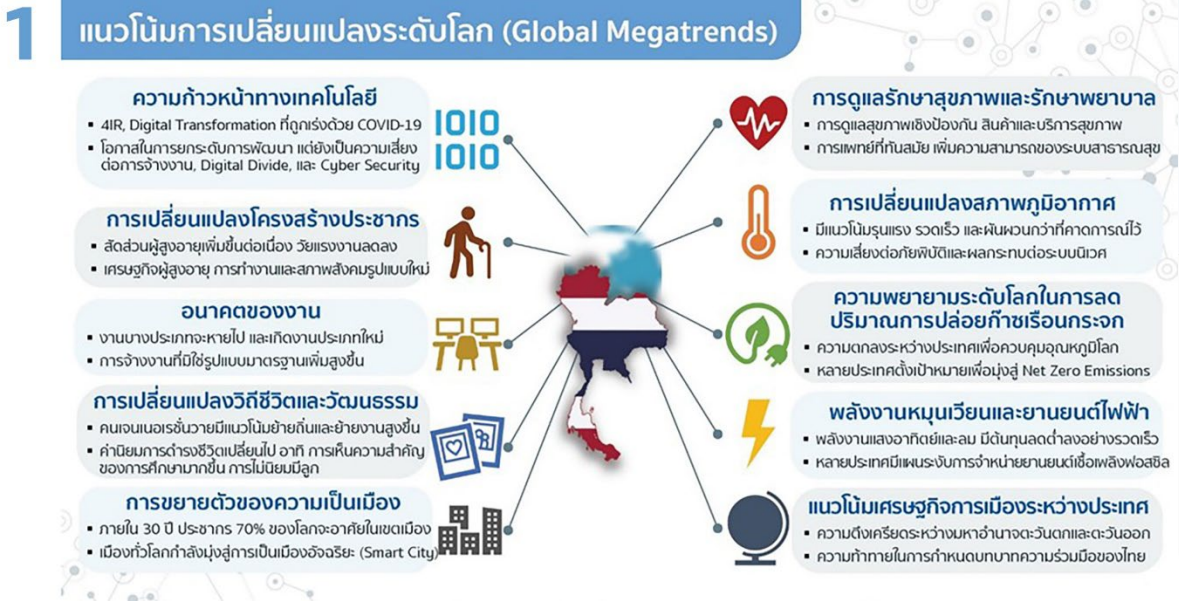 1
แนวโน้มการเปลี่ยนแปลงระดับโลก (Global Megatrends)
ความก้าวหน้าทางเทคโนโลยี
▪ 4IR, Digital Transformation ที่ถูกเร่งด้วย COVID-19
▪ โอกาสในการยกระดับการพัฒนา แต่ยังเป็นความเสี่ยง
ต่อการจ้างงาน, Digital Divide, และ Cyber Security
1010
1010
การเปลี่ยนแปลงโครงสร้างประชากร
▪ สัดส่วนผู้สูงอายุเพิ่มขึ้นต่อเนื่อง วัยแรงงานลดลง
▪ เศรษฐกิจผู้สูงอายุ การทำงานและสภาพสังคมรูปแบบใหม่
อนาคตของงาน
▪ งานบางประเภทจะหายไป และเกิดงานประเภทใหม่
▪ การจ้างงานที่มิใช่รูปแบบมาตรฐานเพิ่มสูงขึ้น
การเปลี่ยนแปลงวิถีชีวิตและวัฒนธรรม
▪ คนเจนเนอเรชั่นวายมีแนวโน้มย้ายถิ่นและย้ายงานสูงขึ้น
▪ ค่านิยมการดำรงชีวิตเปลี่ยนไป อาทิ การเห็นความสำคัญ
ของการศึกษามากขึ้น การไม่นิยมมีลูก
การขยายตัวของความเป็นเมือง
▪ ภายใน 30 ปี ประชากร 70% ของโลกจะอาศัยในเขตเมือง
▪ เมืองทั่วโลกกำลังมุ่งสู่การเป็นเมืองอัจฉริยะ (Smart City)
การดูแลรักษาสุขภาพและรักษาพยาบาล
▪ การดูแลสุขภาพเชิงป้องกัน สินค้าและบริการสุขภาพ
▪ การแพทย์ที่ทันสมัย เพิ่มความสามารถของระบบสาธารณสุข
การเปลี่ยนแปลงสภาพภูมิอากาศ
▪ มีแนวโน้มรุนแรง รวดเร็ว และผันผวนกว่าที่คาดการณ์ไว้
▪ ความเสี่ยงต่อภัยพิบัติและผลกระทบต่อระบบนิเวศ
ความพยายามระดับโลกในการลด
ปริมาณการปล่อยก๊าซเรือนกระจก
▪ ความตกลงระหว่างประเทศเพื่อควบคุมอุณหภูมิโลก
▪ หลายประเทศตั้งเป้าหมายเพื่อมุ่งสู่ Net Zero Emissions
พลังงานหมุนเวียนและยานยนต์ไฟฟ้า
▪ พลังงานแสงอาทิตย์และลม มีต้นทุนลดต่ำลงอย่างรวดเร็ว
▪ หลายประเทศมีแผนระงับการจำหน่ายยานยนต์เชื้อเพลิงฟอสซิล
แนวโน้มเศรษฐกิจการเมืองระหว่างประเทศ
▪ ความตึงเครียดระหว่างมหาอำนาจตะวันตกและตะวันออก
▪ ความท้าทายในการกำหนดบทบาทความร่วมมือของไทย